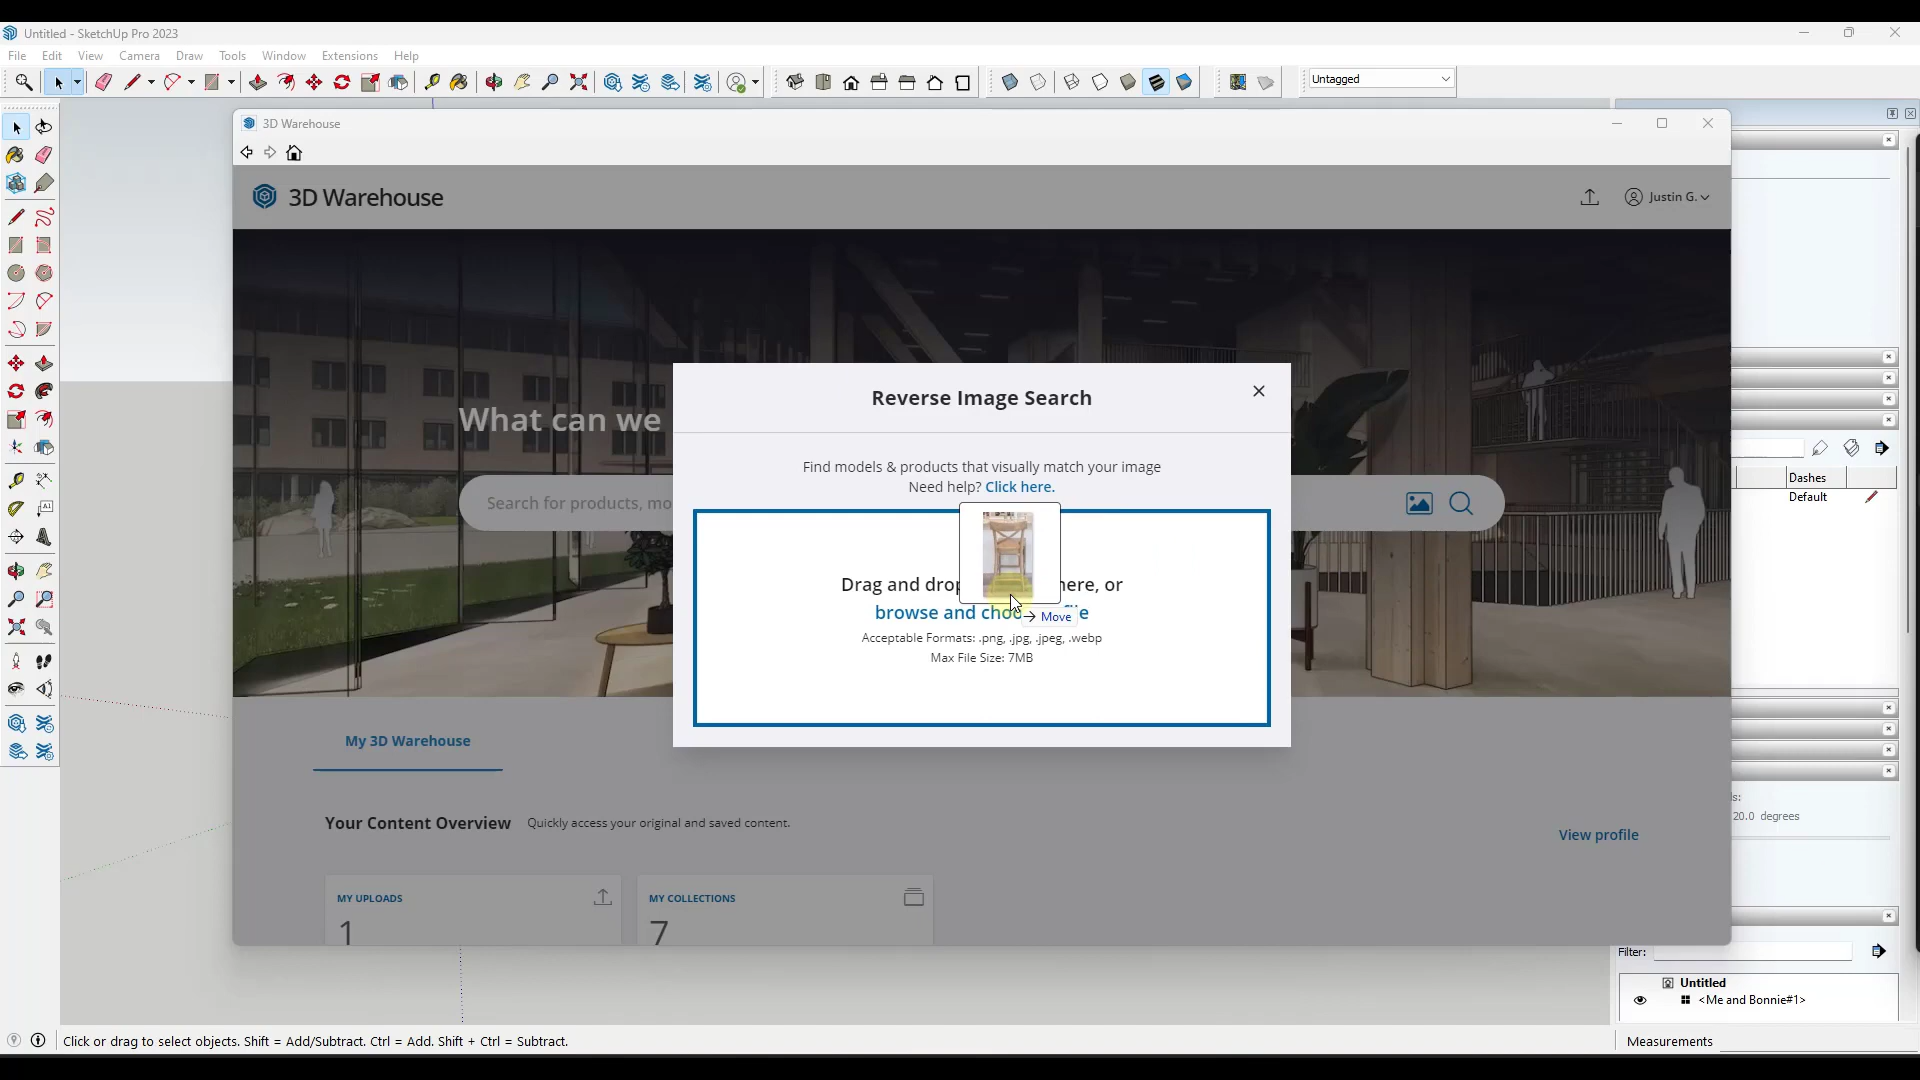 Untitled - SketchUp Pro 2023
File Edit View Camera Draw Tools Window Extensions Help
Untagged
3D Warehouse
3D Warehouse
Justin G.
What can we
Search for products, mo
Reverse Image Search
Find models & products that visually match your image
Need help? Click here.
Drag and drop here, or
browse and choo e
Move
Acceptable Formats: .png, .jpg, .jpeg, .webp
Max File Size: 7MB
Dashes
Default
My 3D Warehouse
Your Content Overview Quickly access your original and saved content.
View profile
MY UPLOADS
1
MY COLLECTIONS
7
20.0 degrees
Filter:
Untitled
<Me and Bonnie#1>
Click or drag to select objects. Shift = Add/Subtract. Ctrl = Add. Shift + Ctrl = Subtract.
Measurements